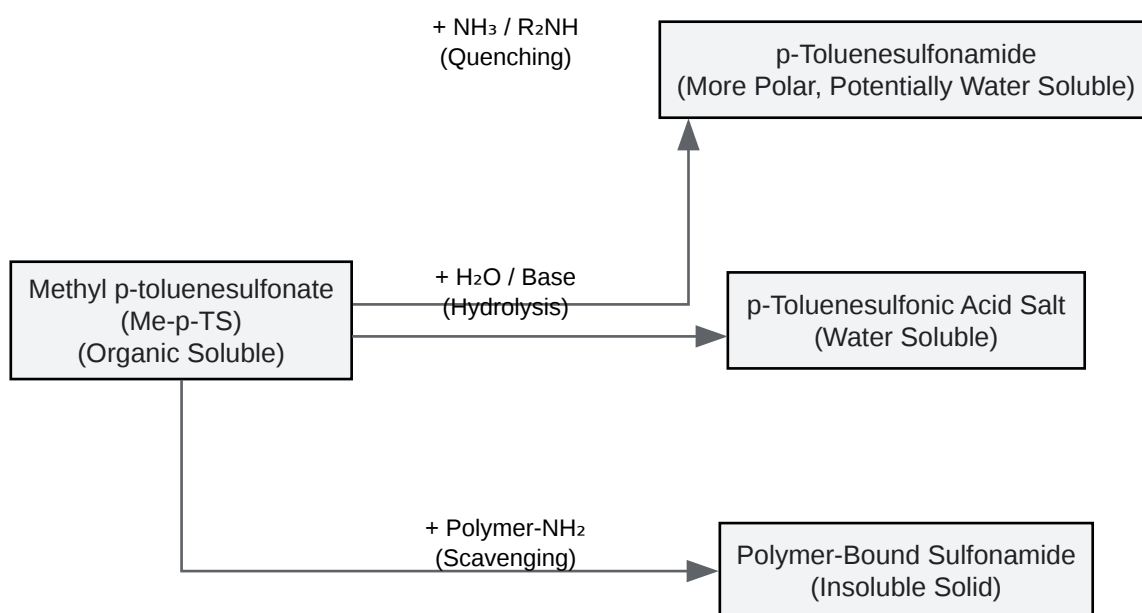 + NH₃ / R₂NH
(Quenching)
p-Toluenesulfonamide
(More Polar, Potentially Water Soluble)
Methyl p-toluenesulfonate
(Me-p-TS)
(Organic Soluble)
+ H₂O / Base
(Hydrolysis)
p-Toluenesulfonic Acid Salt
(Water Soluble)
+ Polymer-NH₂
(Scavenging)
Polymer-Bound Sulfonamide
(Insoluble Solid)